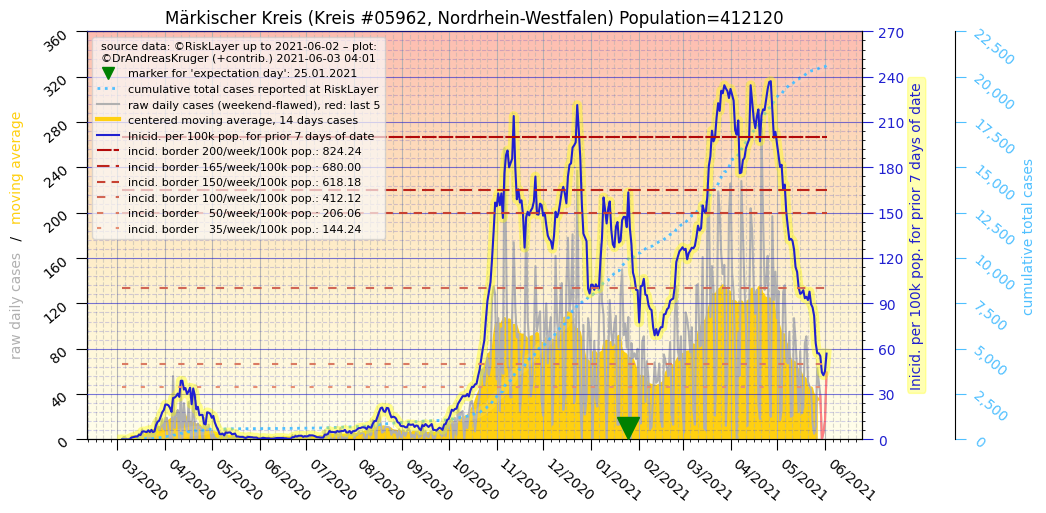 Märkischer Kreis (Kreis #05962, Nordrhein-Westfalen) Population=412120
source data: ©RiskLayer up to 2021-06-02 – plot:
©DrAndreasKruger (+contrib.) 2021-06-03 04:01
marker for 'expectation day': 25.01.2021
cumulative total cases reported at RiskLayer
raw daily cases (weekend-flawed), red: last 5
centered moving average, 14 days cases
Inicid. per 100k pop. for prior 7 days of date
incid. border 200/week/100k pop.: 824.24
incid. border 165/week/100k pop.: 680.00
incid. border 150/week/100k pop.: 618.18
incid. border 100/week/100k pop.: 412.12
incid. border 50/week/100k pop.: 206.06
incid. border 35/week/100k pop.: 144.24
raw daily cases / moving average
360
320
280
240
200
160
120
80
40
0
270
240
210
180
150
120
90
60
30
0
Inicid. per 100k pop. for prior 7 days of date
22,500
20,000
17,500
15,000
12,500
10,000
7,500
5,000
2,500
0
cumulative total cases
03/2020
04/2020
05/2020
06/2020
07/2020
08/2020
09/2020
10/2020
11/2020
12/2020
01/2021
02/2021
03/2021
04/2021
05/2021
06/2021